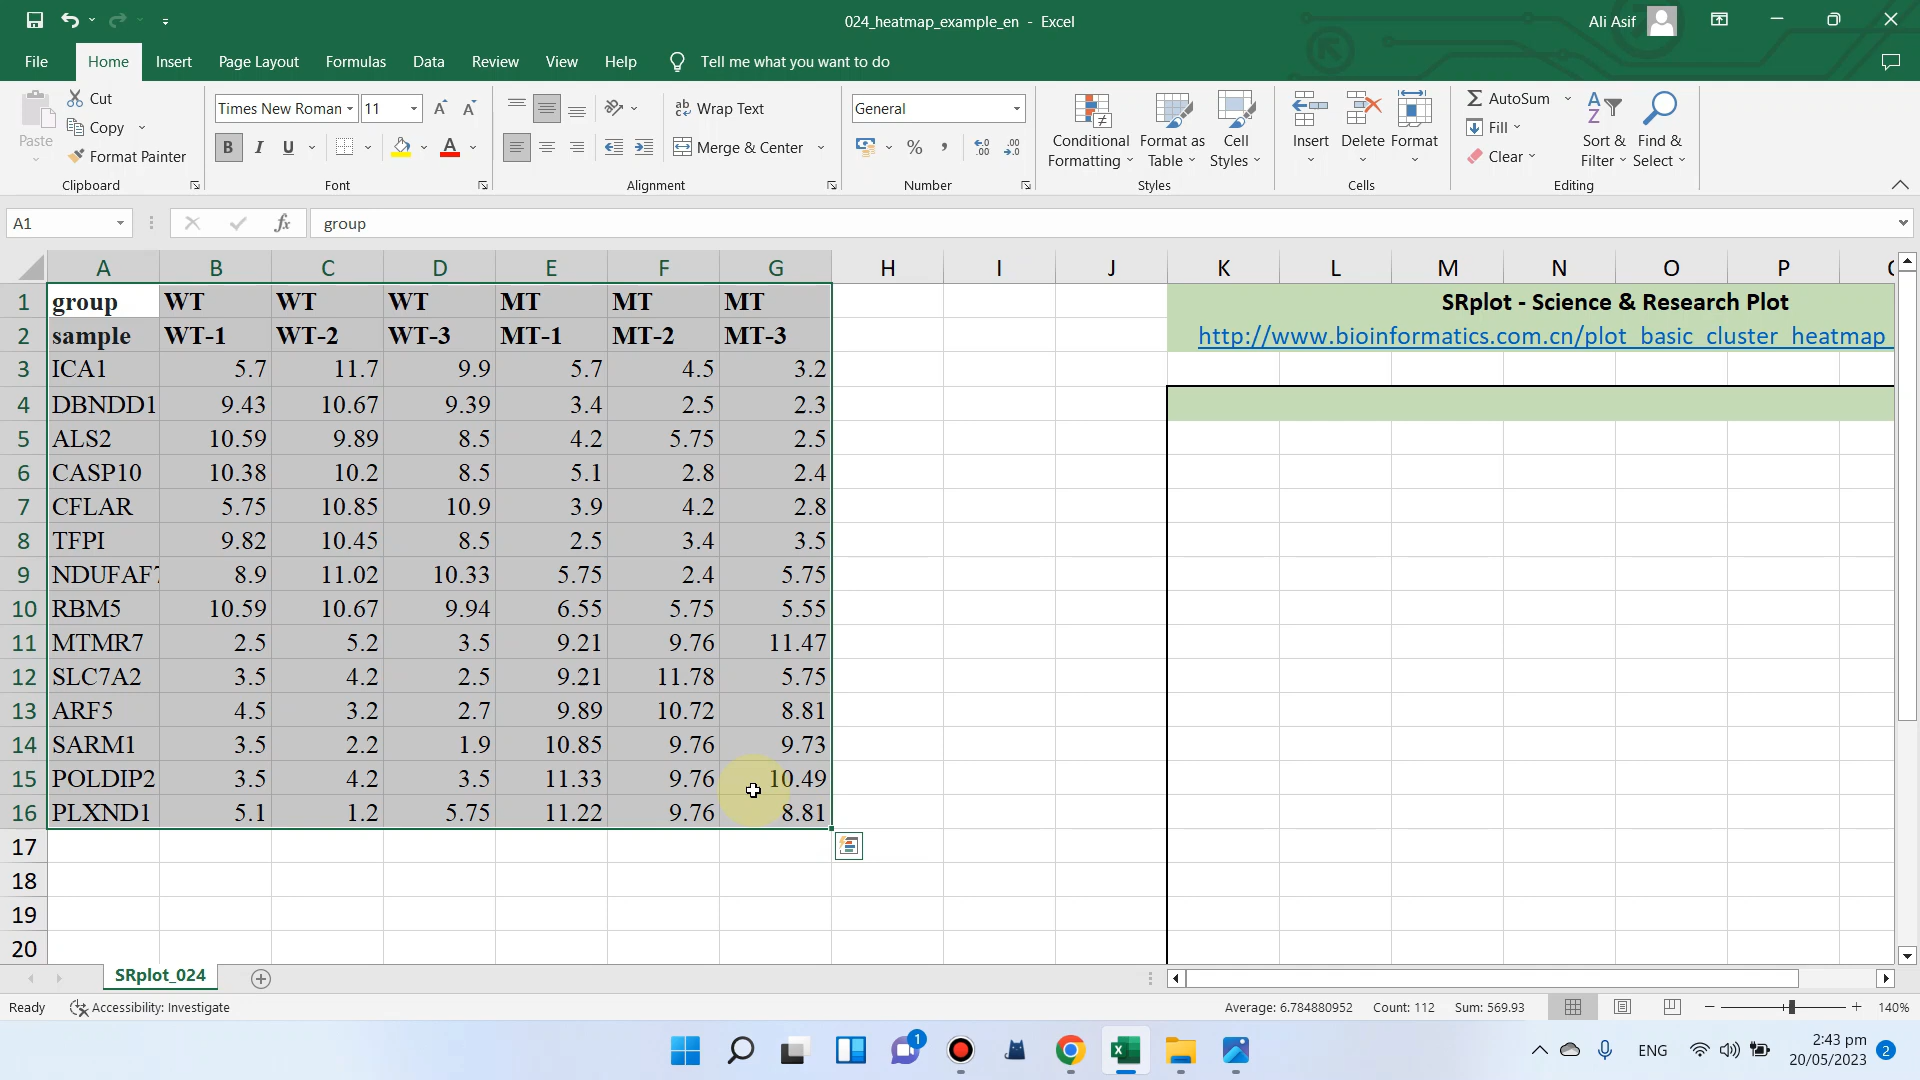 024_heatmap_example_en - Excel
Ali Asif
File Home Insert Page Layout Formulas Data Review View Help Tell me what you want to do
Paste
Cut
Copy
Format Painter
Clipboard
Times New Roman 11
B I U
Font
Wrap Text
Merge & Center
Alignment
General
Number
Conditional Formatting
Format as Table
Cell Styles
Styles
Insert Delete Format
Cells
AutoSum
Fill
Clear
Sort & Filter
Find & Select
Editing
A1 fx group
A B C D E F G H I J K L M N O P
1 group WT WT WT MT MT MT SRplot - Science & Research Plot
2 sample WT-1 WT-2 WT-3 MT-1 MT-2 MT-3 http://www.bioinformatics.com.cn/plot_basic_cluster_heatmap_
3 ICA1 5.7 11.7 9.9 5.7 4.5 3.2
4 DBNDD1 9.43 10.67 9.39 3.4 2.5 2.3
5 ALS2 10.59 9.89 8.5 4.2 5.75 2.5
6 CASP10 10.38 10.2 8.5 5.1 2.8 2.4
7 CFLAR 5.75 10.85 10.9 3.9 4.2 2.8
8 TFPI 9.82 10.45 8.5 2.5 3.4 3.5
9 NDUFAF7 8.9 11.02 10.33 5.75 2.4 5.75
10 RBM5 10.59 10.67 9.94 6.55 5.75 5.55
11 MTMR7 2.5 5.2 3.5 9.21 9.76 11.47
12 SLC7A2 3.5 4.2 2.5 9.21 11.78 5.75
13 ARF5 4.5 3.2 2.7 9.89 10.72 8.81
14 SARM1 3.5 2.2 1.9 10.85 9.76 9.73
15 POLDIP2 3.5 4.2 3.5 11.33 9.76 10.49
16 PLXND1 5.1 1.2 5.75 11.22 9.76 8.81
17
18
19
20
SRplot_024
Ready Accessibility: Investigate Average: 6.784880952 Count: 112 Sum: 569.93 140%
1 ENG 2:43 pm
20/05/2023 2